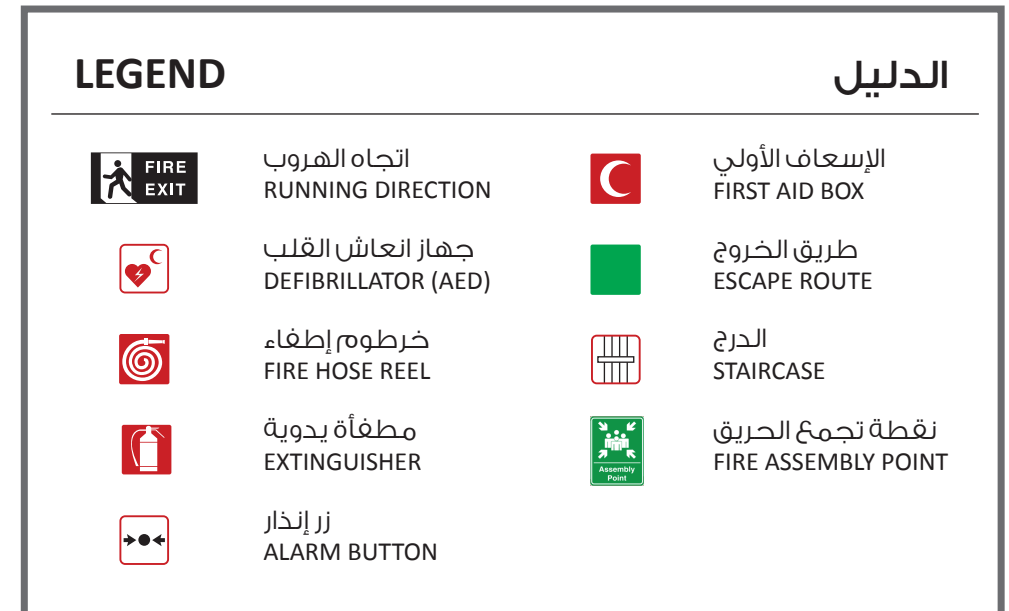 LEGEND
الدليل
FIRE
EXIT
اتجاه الهروب
RUNNING DIRECTION
جهاز انعاش القلب
DEFIBRILLATOR (AED)
خرطوم إطفاء
FIRE HOSE REEL
مطفأة يدوية
EXTINGUISHER
زر إنذار
ALARM BUTTON
الإسعاف الأولي
FIRST AID BOX
طريق الخروج
ESCAPE ROUTE
الدرج
STAIRCASE
Assembly
Point
نقطة تجمع الحريق
FIRE ASSEMBLY POINT